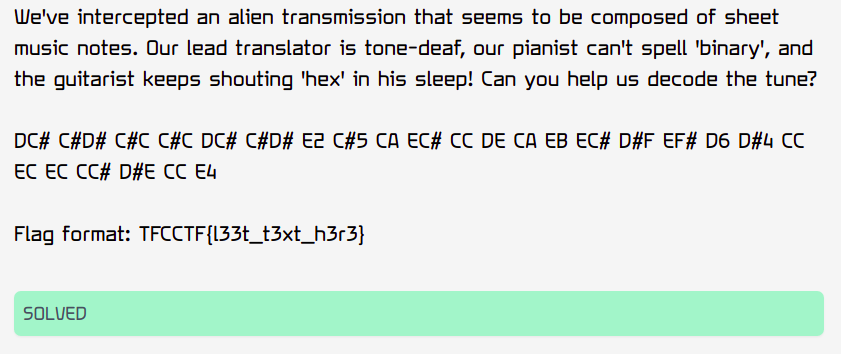 We've intercepted an alien transmission that seems to be composed of sheet
music notes. Our lead translator is tone-deaf, our pianist can't spell 'binary', and
the guitarist keeps shouting 'hex' in his sleep! Can you help us decode the tune?
DC# C#D# C#C C#C DC# C#D# E2 C#5 CA EC# CC DE CA EB EC# D#F EF# D6 D#4 CC
EC EC CC# D#E CC E4
Flag format: TFCCTF{l33t_t3xt_h3r3}
SOLVED